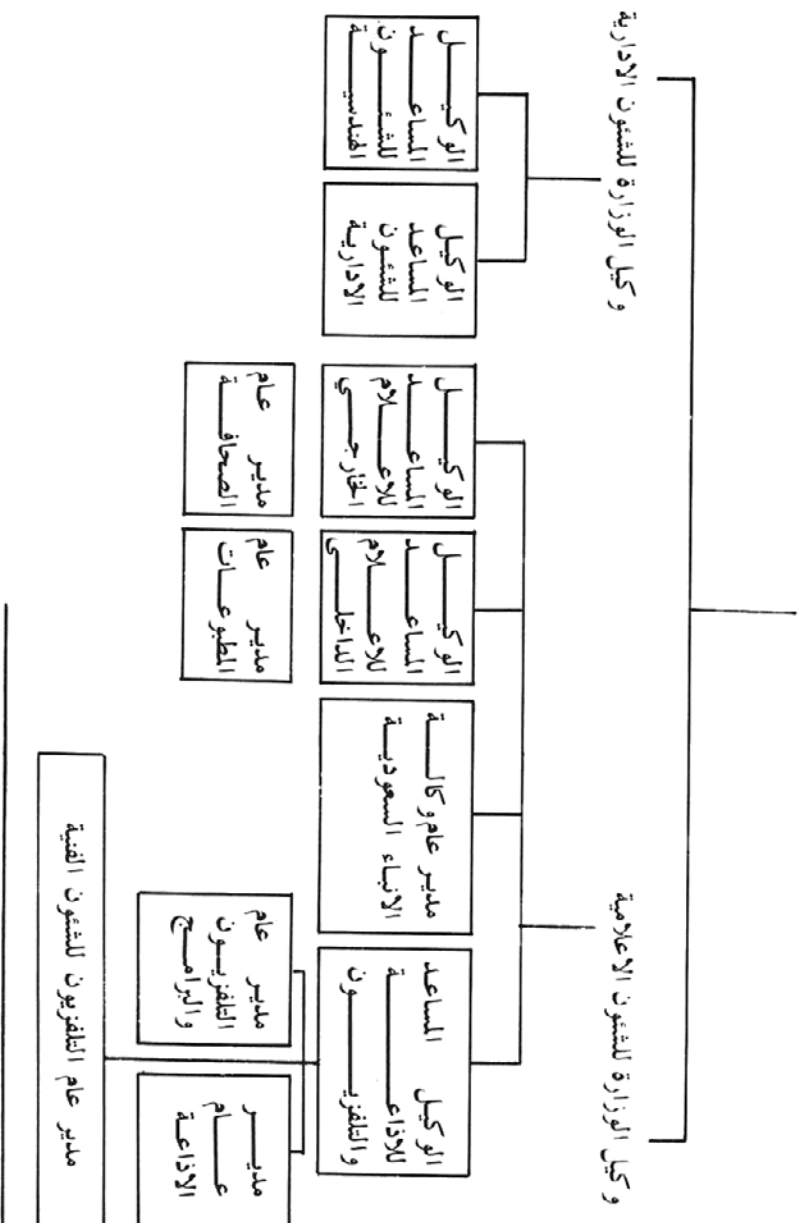 وكيل الوزارة للشئون الاعلامية
وكيل الوزارة للشئون الادارية
الوكيل المساعد
للاذاعة
والتلفزيون
مدير عام وكالة
الانباء السعودية
الوكيل
المساعد
للاعلام
الداخلى
الوكيل
المساعد
للاعلام
الخارجي
الوكيل
المساعد
للشئون
الادارية
الوكيل
المساعد
للشئون
الهندسية
مدير
عام
الاذاعة
مدير عام
التلفزيون
والبرامج
مدير عام
المطبوعات
مدير عام
الصحافة
مدير عام التلفزيون للشئون الفنية